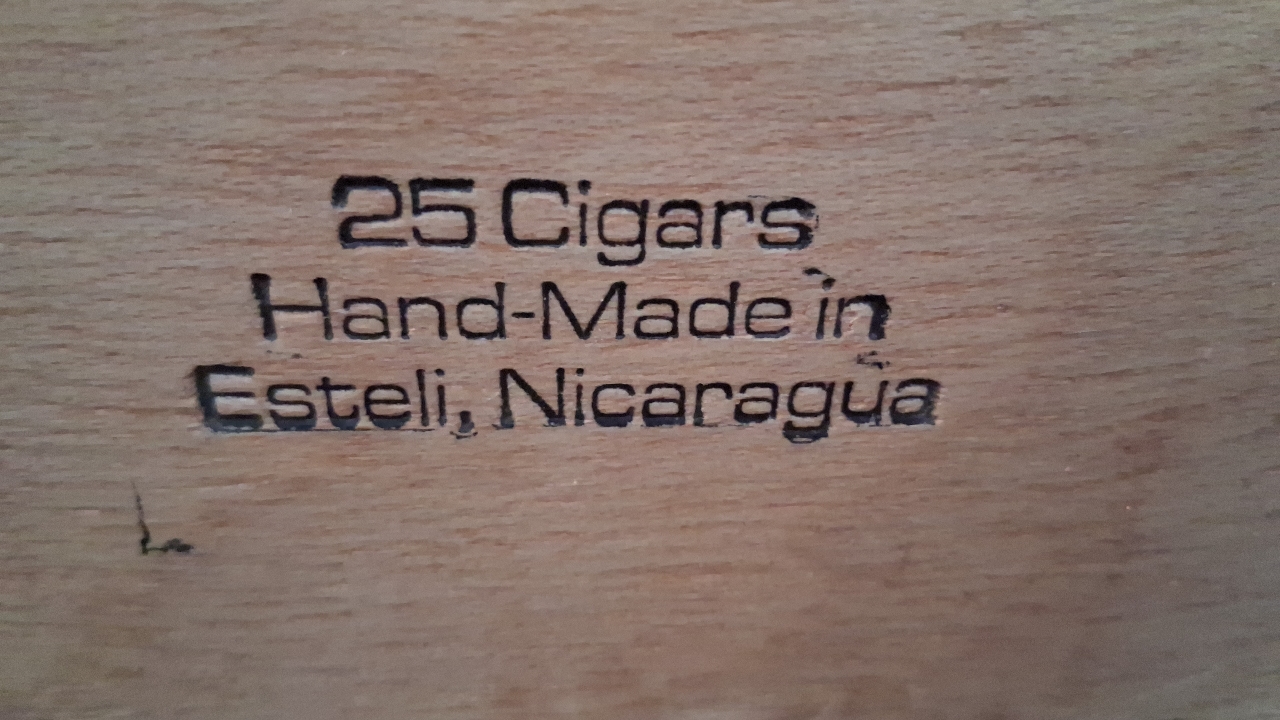 25 Cigars
Hand-Made in
Esteli, Nicaragua